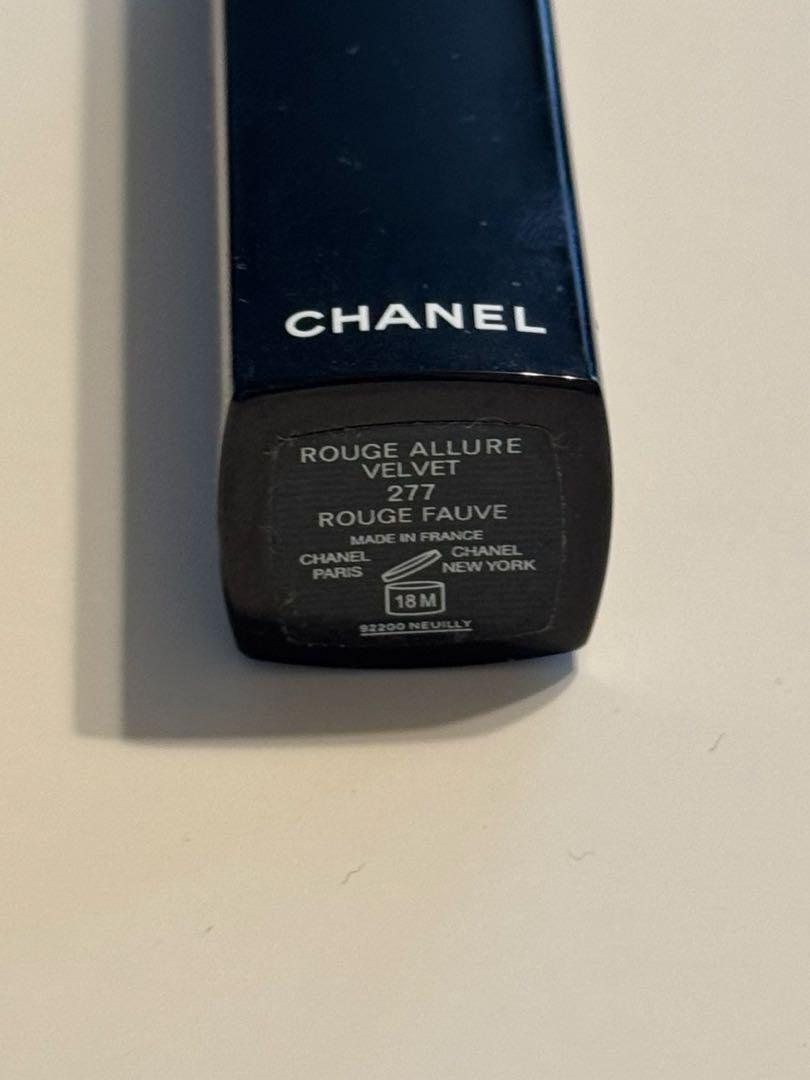 CHANEL
ROUGE ALLURE
VELVET
277
ROUGE FAUVE
MADE IN FRANCE
CHANEL PARIS
CHANEL NEW YORK
18 M
92200 NEUILLY